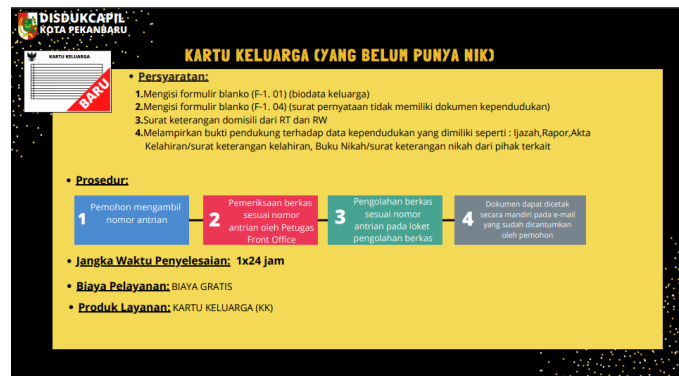 DISDUKCAPIL
KOTA PEKANBARU
KARTU KELUARGA
BARU
KARTU KELUARGA (YANG BELUM PUNYA NIK)
• Persyaratan:
1.Mengisi formulir blanko (F-1. 01) (biodata keluarga)
2.Mengisi formulir blanko (F-1. 04) (surat pernyataan tidak memiliki dokumen kependudukan)
3.Surat keterangan domisili dari RT dan RW
4.Melampirkan bukti pendukung terhadap data kependudukan yang dimiliki seperti : Ijazah,Rapor,Akta
Kelahiran/surat keterangan kelahiran, Buku Nikah/surat keterangan nikah dari pihak terkait
• Prosedur:
1 Pemohon mengambil
nomor antrian
2 Pemeriksaan berkas
sesuai nomor
antrian oleh Petugas
Front Office
3 Pengolahan berkas
sesuai nomor
antrian pada loket
pengolahan berkas
4 Dokumen dapat dicetak
secara mandiri pada e-mail
yang sudah dicantumkan
oleh pemohon
• Jangka Waktu Penyelesaian: 1x24 jam
• Biaya Pelayanan: BIAYA GRATIS
• Produk Layanan: KARTU KELUARGA (KK)